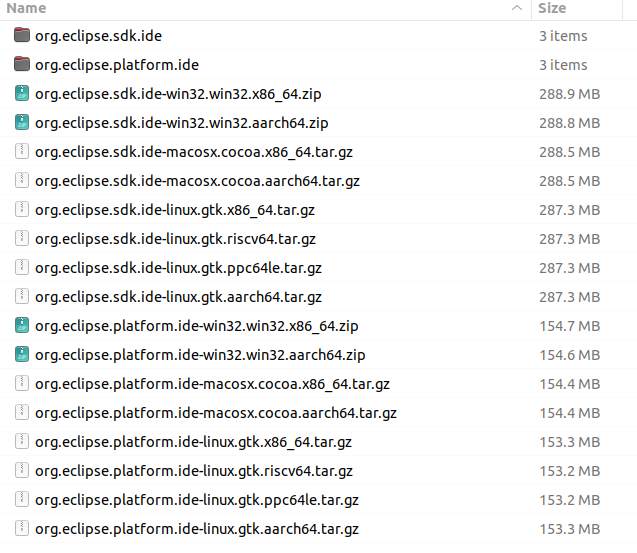 Name Size
org.eclipse.sdk.ide 3 items
org.eclipse.platform.ide 3 items
org.eclipse.sdk.ide-win32.win32.x86_64.zip 288.9 MB
org.eclipse.sdk.ide-win32.win32.aarch64.zip 288.8 MB
org.eclipse.sdk.ide-macosx.cocoa.x86_64.tar.gz 288.5 MB
org.eclipse.sdk.ide-macosx.cocoa.aarch64.tar.gz 288.5 MB
org.eclipse.sdk.ide-linux.gtk.x86_64.tar.gz 287.3 MB
org.eclipse.sdk.ide-linux.gtk.riscv64.tar.gz 287.3 MB
org.eclipse.sdk.ide-linux.gtk.ppc64le.tar.gz 287.3 MB
org.eclipse.sdk.ide-linux.gtk.aarch64.tar.gz 287.3 MB
ZIP org.eclipse.platform.ide-win32.win32.x86_64.zip 154.7 MB
org.eclipse.platform.ide-win32.win32.aarch64.zip 154.6 MB
org.eclipse.platform.ide-macosx.cocoa.x86_64.tar.gz 154.4 MB
org.eclipse.platform.ide-macosx.cocoa.aarch64.tar.gz 154.4 MB
org.eclipse.platform.ide-linux.gtk.x86_64.tar.gz 153.3 MB
org.eclipse.platform.ide-linux.gtk.riscv64.tar.gz 153.2 MB
org.eclipse.platform.ide-linux.gtk.ppc64le.tar.gz 153.2 MB
org.eclipse.platform.ide-linux.gtk.aarch64.tar.gz 153.3 MB